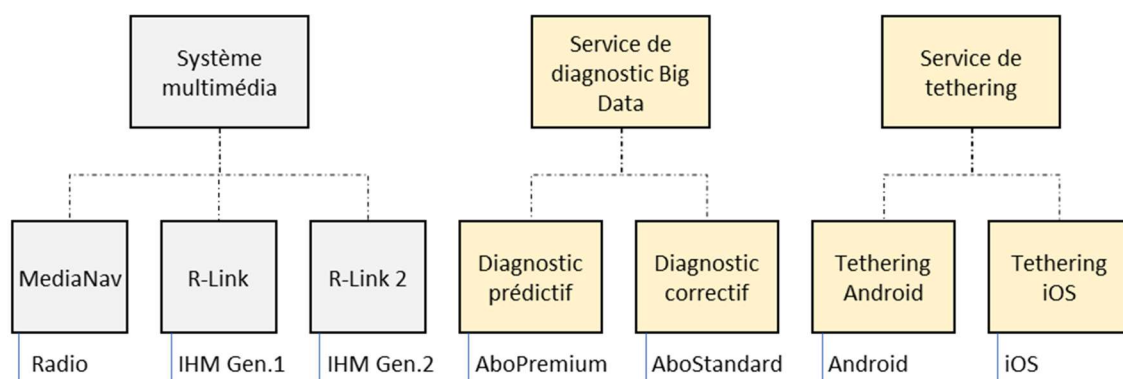 Système
multimédia
Service de
diagnostic Big
Data
Service de
tethering
MediaNav
R-Link
R-Link 2
Diagnostic
prédictif
Diagnostic
correctif
Tethering
Android
Tethering
iOS
Radio
IHM Gen.1
IHM Gen.2
AboPremium
AboStandard
Android
iOS